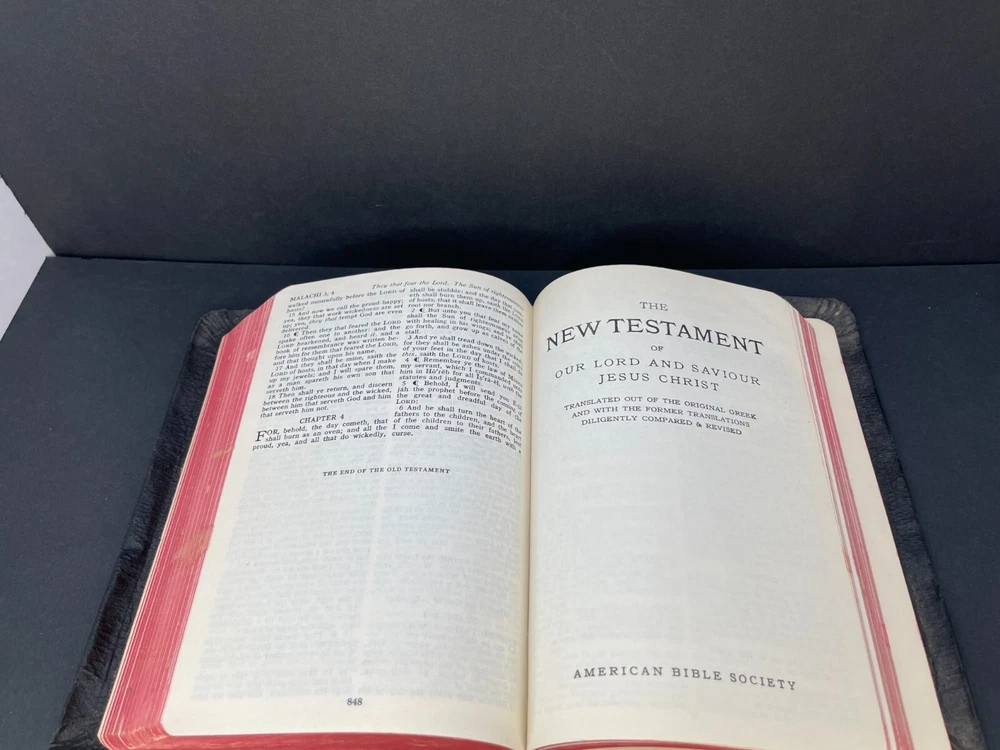 MALACHI 3, 4
They that fear the Lord. The Sun of righteousness
walked mournfully before the LORD of
hosts?
15 And now we call the proud happy;
yea, they that work wickedness are set
up; yea, they that tempt God are even
delivered.
16 ¶ Then they that feared the LORD
spake often one to another: and the
LORD hearkened, and heard it, and a
book of remembrance was written be-
fore him for them that feared the LORD,
and that thought upon his name.
17 And they shall be mine, saith the
LORD of hosts, in that day when I make
up my jewels; and I will spare them,
as a man spareth his own son that
serveth him.
18 Then shall ye return, and discern
between the righteous and the wicked,
between him that serveth God and him
that serveth him not.
CHAPTER 4
FOR, behold, the day cometh, that
shall burn as an oven; and all the
proud, yea, and all that do wickedly,
shall be stubble: and the day that
eth shall burn them up, saith the
of hosts, that it shall leave them
root nor branch.
2 ¶ But unto you that fear my
shall the Sun of righteousness
with healing in his wings; and ye
go forth, and grow up as calves of
stall.
3 And ye shall tread down the wicked;
for they shall be ashes under the
of your feet in the day that I shall do
this, saith the LORD of hosts.
4 ¶ Remember ye the law of Moses
my servant, which I commanded
him in Hō'rĕb for all the
statutes and judgments.
5 ¶ Behold, I will send you
jah the prophet before the coming of
the great and dreadful day of the
LORD:
6 And he shall turn the heart of the
fathers to the children, and the heart
of the children to their fathers, lest
I come and smite the earth with a
curse.
THE END OF THE OLD TESTAMENT
848
THE
NEW TESTAMENT
OF
OUR LORD AND SAVIOUR
JESUS CHRIST
TRANSLATED OUT OF THE ORIGINAL GREEK
AND WITH THE FORMER TRANSLATIONS
DILIGENTLY COMPARED & REVISED
AMERICAN BIBLE SOCIETY